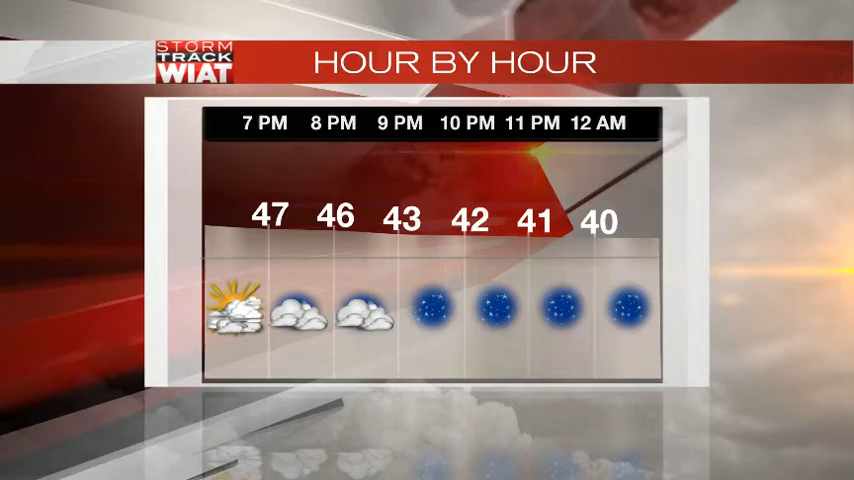 STORM
TRACK
WIAT
HOUR BY HOUR
7 PM 8 PM 9 PM 10 PM 11 PM 12 AM
47 46 43 42 41 40